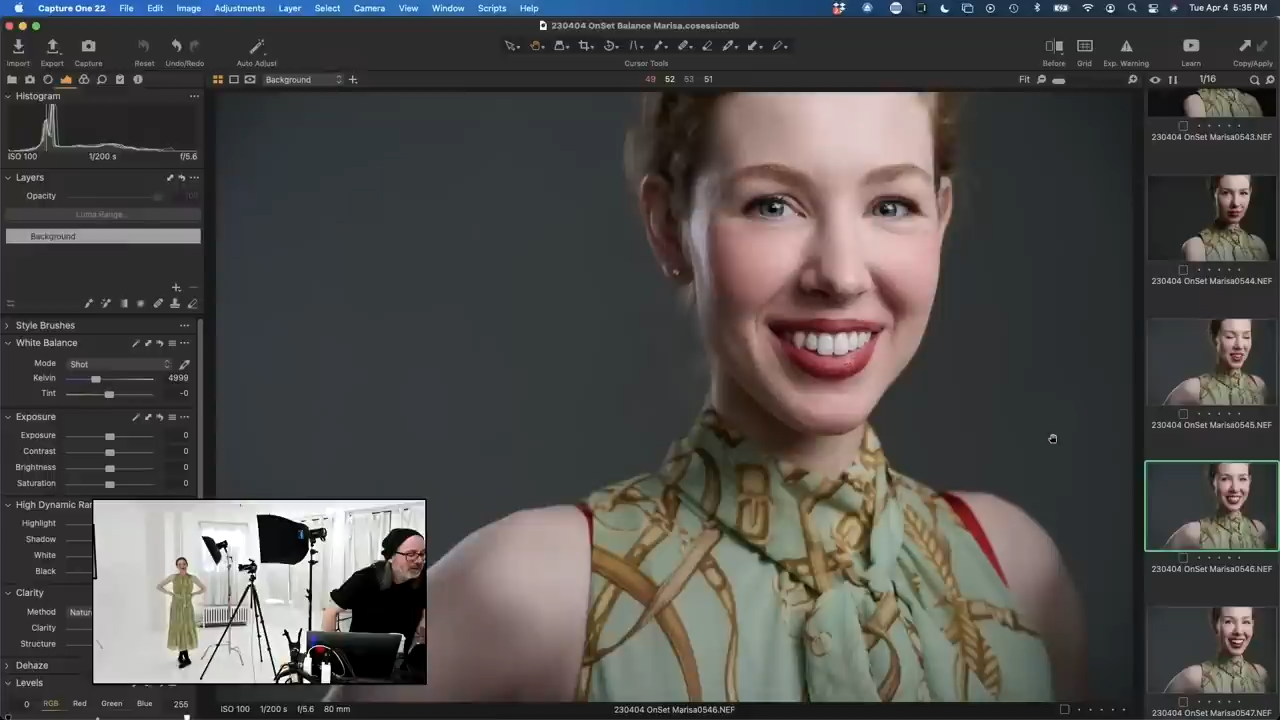 Capture One 22 File Edit Image Adjustments Layer Select Camera View Window Scripts Help Tue Apr 4 5:35 PM
230404 OnSet Balance Marisa.cosessiondb
Import Export Capture Reset Undo/Redo Auto Adjust Cursor Tools Before Grid Exp. Warning Learn Copy/Apply
Background 49 52 53 51 Fit 1/16
Histogram
ISO 100 1/200 s f/5.6
Layers
Opacity 100
Luma Range...
Background
Style Brushes
White Balance
Mode Shot
Kelvin 4999
Tint -0
Exposure
Exposure 0
Contrast 0
Brightness 0
Saturation 0
High Dynamic Ran
Highlight
Shadow
White
Black
Clarity
Method Natur
Clarity
Structure
Dehaze
Levels
0 RGB Red Green Blue 255
ISO 100 1/200 s f/5.6 80 mm 230404 OnSet Marisa0546.NEF
230404 OnSet Marisa0543.NEF
230404 OnSet Marisa0544.NEF
230404 OnSet Marisa0545.NEF
230404 OnSet Marisa0546.NEF
230404 OnSet Marisa0547.NEF